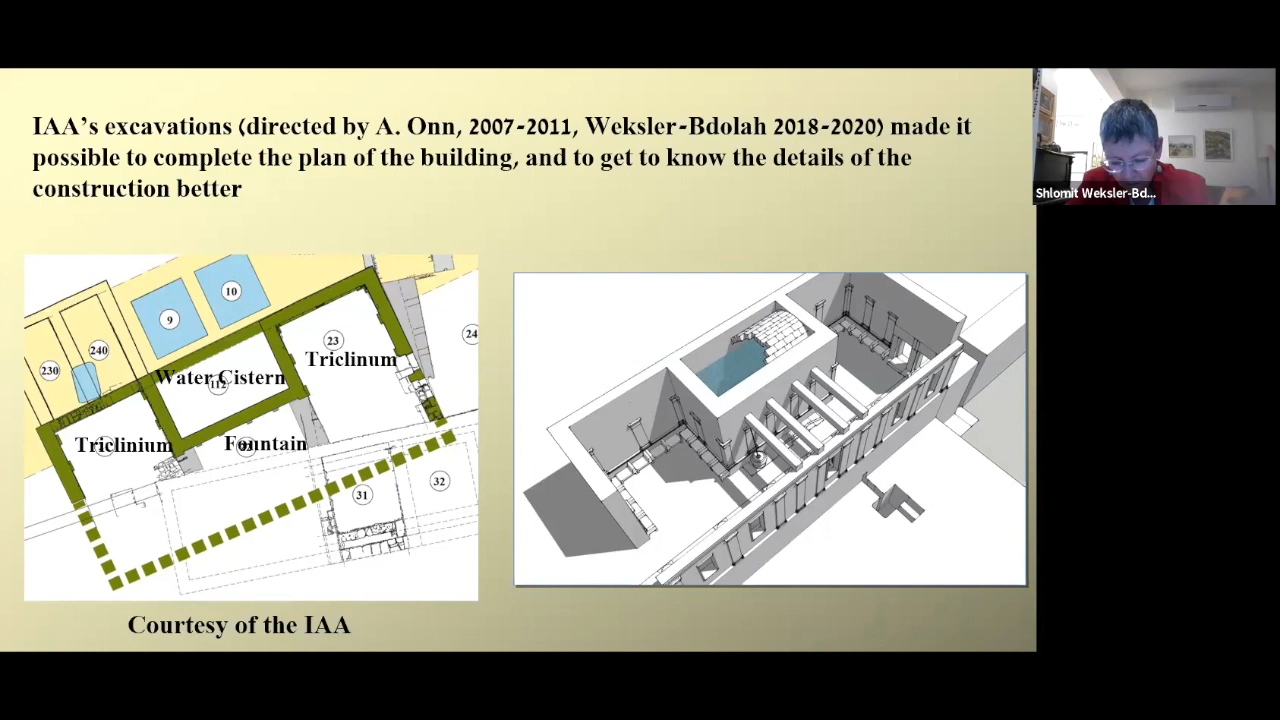 IAA's excavations (directed by A. Onn, 2007-2011, Weksler-Bdolah 2018-2020) made it
possible to complete the plan of the building, and to get to know the details of the
construction better
Shlomit Weksler-Bd...
10
9
23
24
240
230
Triclinum
Water Cistern
112
Triclinium
Fountain
32
31
Courtesy of the IAA